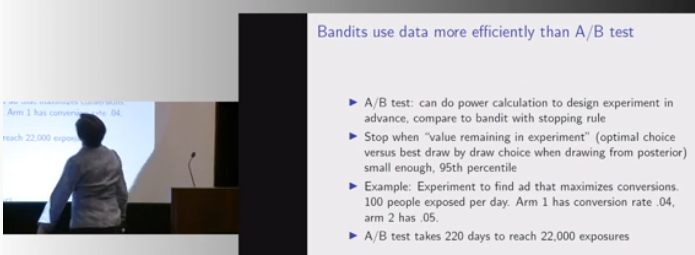 Bandits use data more efficiently than A/B test
A/B test: can do power calculation to design experiment in
advance, compare to bandit with stopping rule
Stop when “value remaining in experiment” (optimal choice
versus best draw by draw choice when drawing from posterior)
small enough, 95th percentile
Example: Experiment to find ad that maximizes conversions.
100 people exposed per day. Arm 1 has conversion rate .04,
arm 2 has .05.
A/B test takes 220 days to reach 22,000 exposures
that maximizes conversions.
Arm 1 has conversion rate .04,
reach 22,000